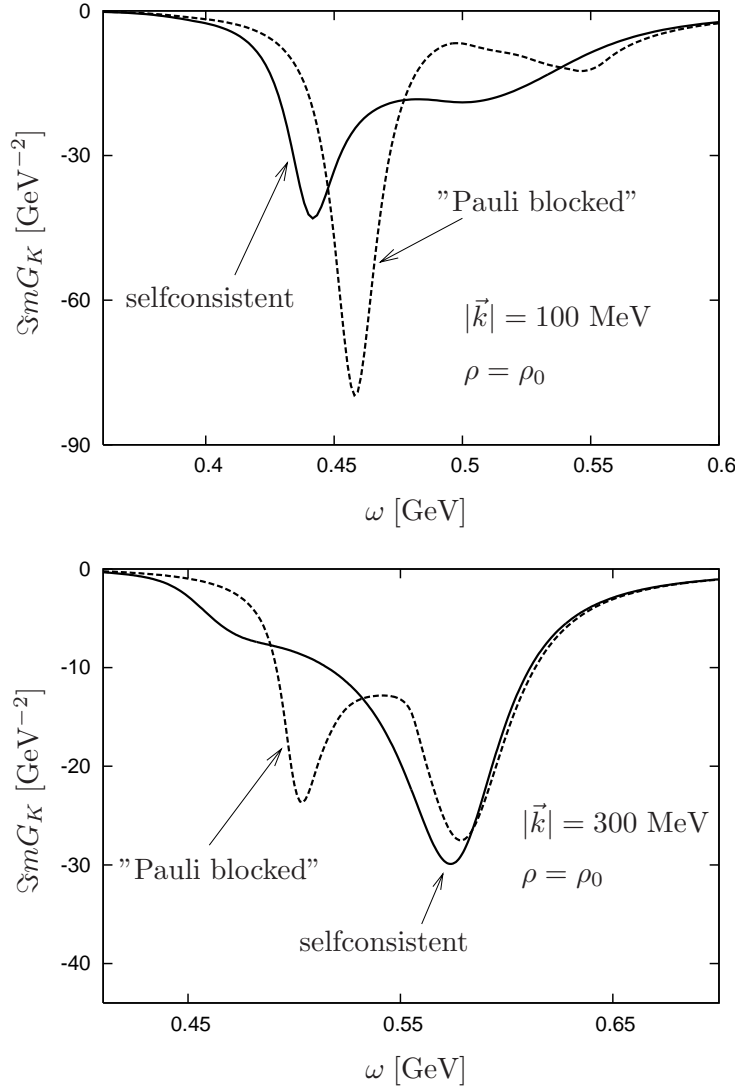 0
-30
-60
-90
ℑmG_K [GeV⁻²]
"Pauli blocked"
selfconsistent
|k⃗| = 100 MeV
ρ = ρ₀
0.4 0.45 0.5 0.55 0.6
ω [GeV]
0
-10
-20
-30
-40
ℑmG_K [GeV⁻²]
|k⃗| = 300 MeV
"Pauli blocked"
ρ = ρ₀
selfconsistent
0.45 0.55 0.65
ω [GeV]